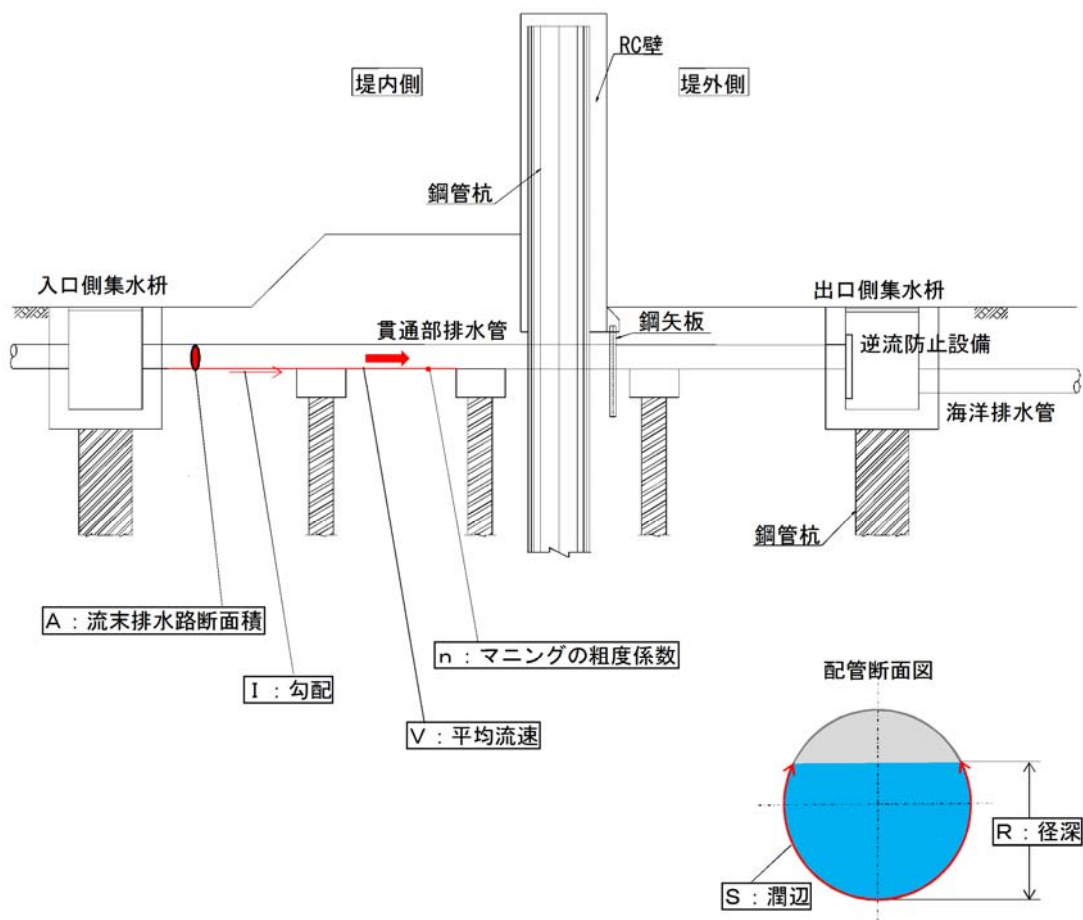 RC壁
堤内側
堤外側
鋼管杭
入口側集水枡
出口側集水枡
貫通部排水管
鋼矢板
逆流防止設備
海洋排水管
鋼管杭
A:流末排水路断面積
n:マニングの粗度係数
I:勾配
V:平均流速
配管断面図
R:径深
S:潤辺